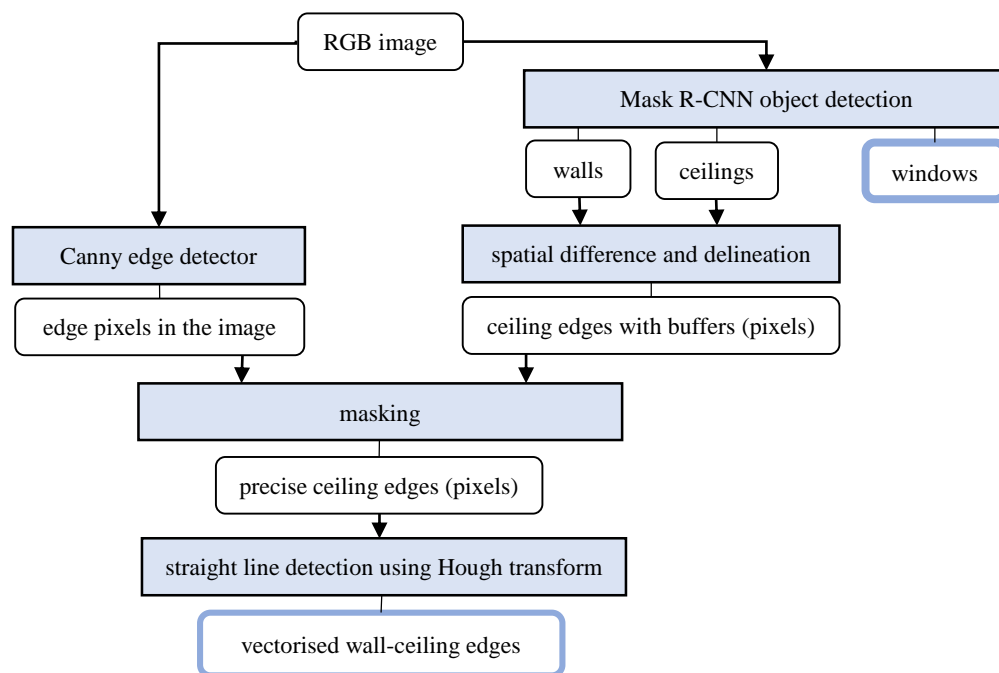 RGB image
Mask R-CNN object detection
walls
ceilings
windows
Canny edge detector
spatial difference and delineation
edge pixels in the image
ceiling edges with buffers (pixels)
masking
precise ceiling edges (pixels)
straight line detection using Hough transform
vectorised wall-ceiling edges